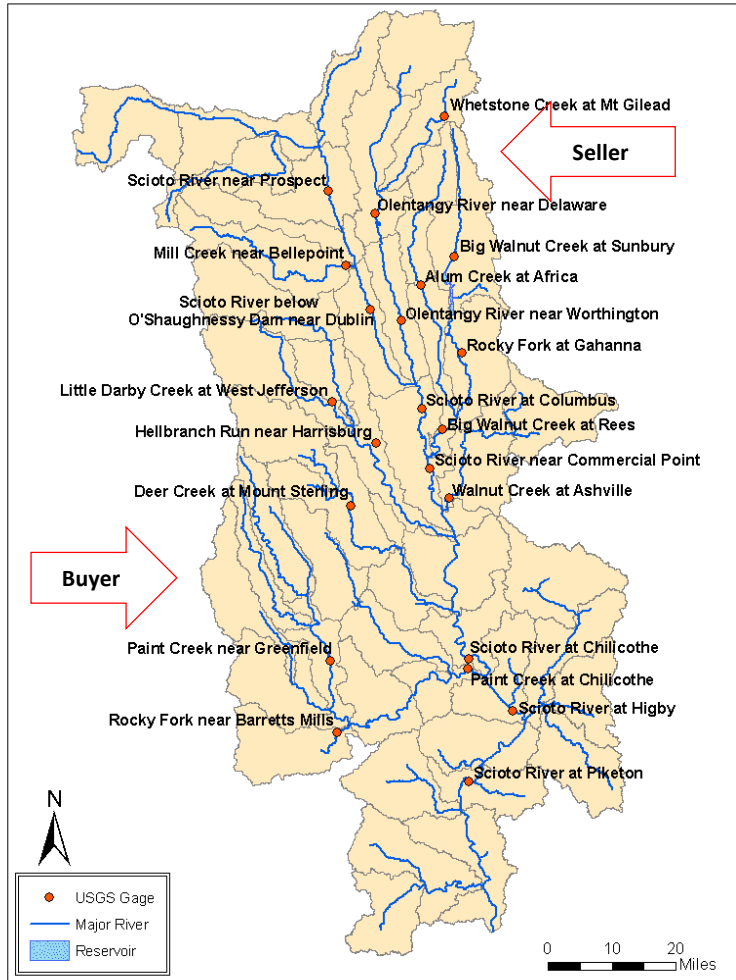 Whetstone Creek at Mt Gilead
Seller
Scioto River near Prospect
Olentangy River near Delaware
Big Walnut Creek at Sunbury
Mill Creek near Bellepoint
Alum Creek at Africa
Scioto River below
O'Shaughnessy Dam near Dublin
Olentangy River near Worthington
Rocky Fork at Gahanna
Little Darby Creek at West Jefferson
Scioto River at Columbus
Big Walnut Creek at Rees
Hellbranch Run near Harrisburg
Scioto River near Commercial Point
Deer Creek at Mount Sterling
Walnut Creek at Ashville
Buyer
Paint Creek near Greenfield
Scioto River at Chilicothe
Paint Creek at Chilicothe
Scioto River at Higby
Rocky Fork near Barretts Mills
Scioto River at Piketon
N
USGS Gage
Major River
Reservoir
0 10 20
Miles